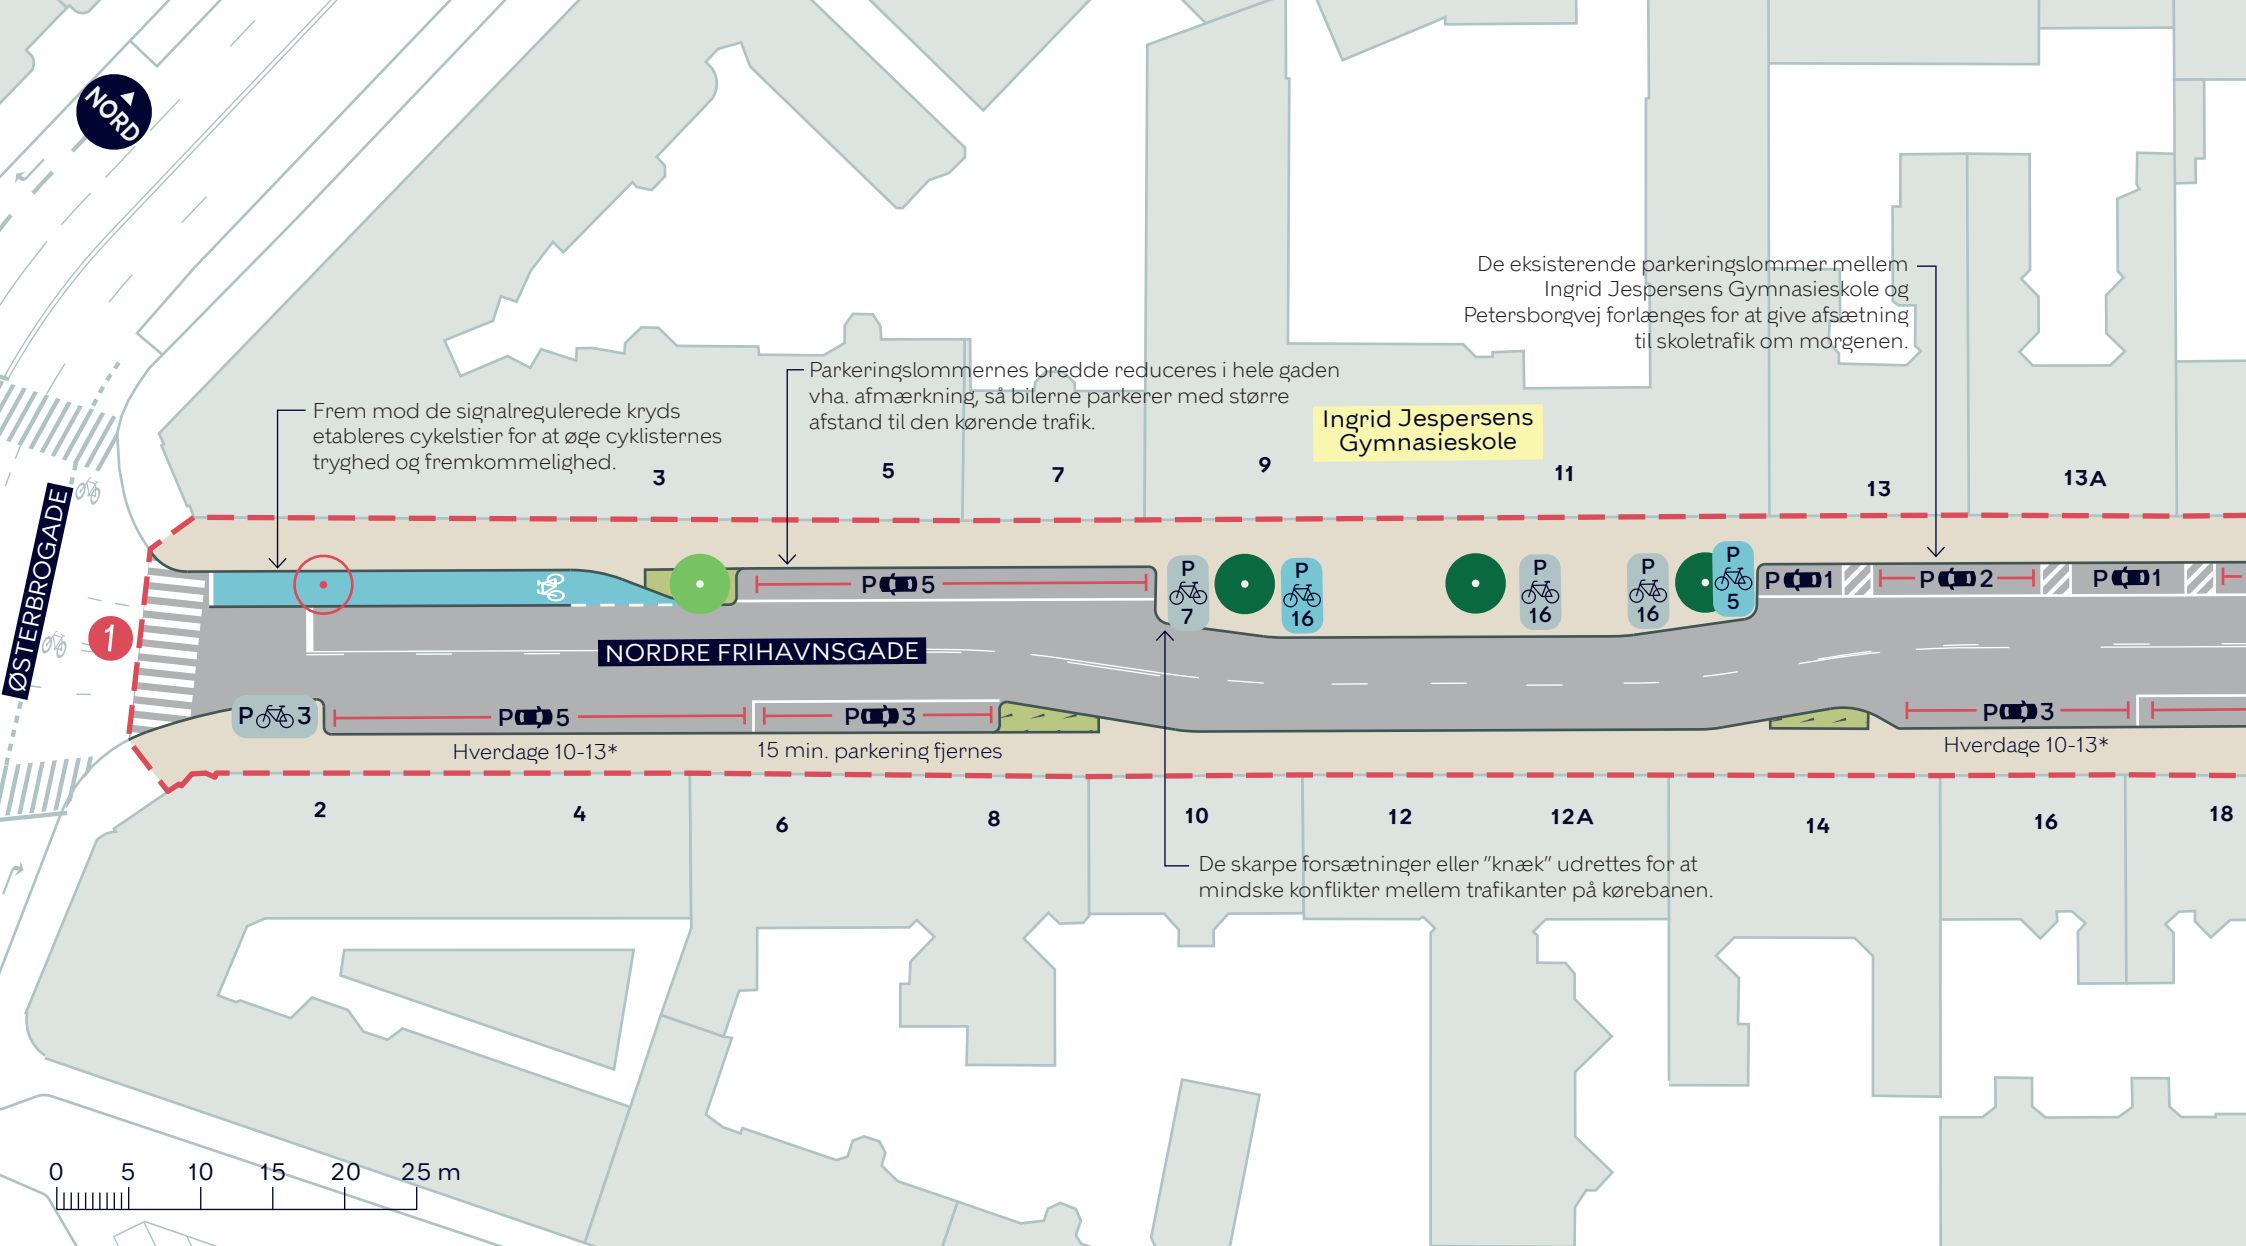 NORD
De eksisterende parkeringslommer mellem
Ingrid Jespersens Gymnasieskole og
Petersborgvej forlænges for at give afsætning
til skoletrafik om morgenen.
Parkeringslommernes bredde reduceres i hele gaden
vha. afmærkning, så bilerne parkerer med større
afstand til den kørende trafik.
Frem mod de signalregulerede kryds
etableres cykelstier for at øge cyklisternes
tryghed og fremkommelighed.
Ingrid Jespersens
Gymnasieskole
3
5
7
9
11
13
13A
ØSTERBROGADE
1
P 5
P
7
P
16
P
16
P
16
P
5
P 1
P 2
P 1
NORDRE FRIHAVNSGADE
P 3
P 5
P 3
P 3
Hverdage 10-13*
15 min. parkering fjernes
Hverdage 10-13*
2
4
6
8
10
12
12A
14
16
18
De skarpe forsætninger eller "knæk" udrettes for at
mindske konflikter mellem trafikanter på kørebanen.
0 5 10 15 20 25 m